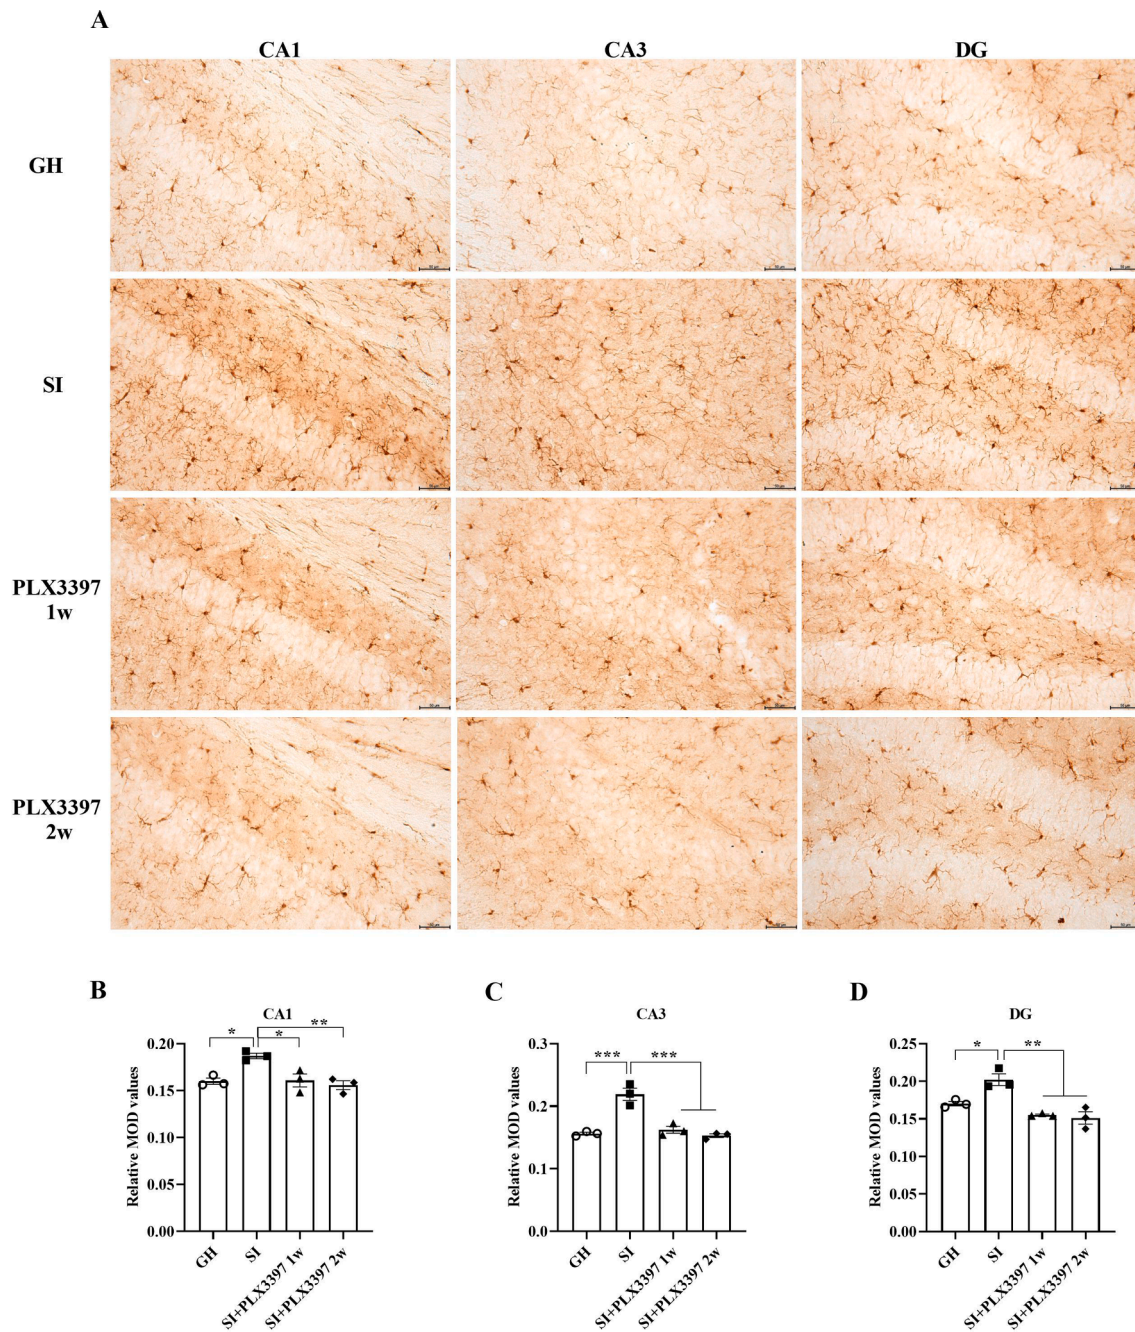 A
CA1 CA3 DG
GH
SI
PLX3397
1w
PLX3397
2w
B
CA1
* * **
Relative MOD values
0.20
0.15
0.10
0.05
0.00
GH
SI
SI+PLX3397 1w
SI+PLX3397 2w
C
CA3
*** ***
Relative MOD values
0.3
0.2
0.1
0.0
GH
SI
SI+PLX3397 1w
SI+PLX3397 2w
D
DG
* **
Relative MOD values
0.25
0.20
0.15
0.10
0.05
0.00
GH
SI
SI+PLX3397 1w
SI+PLX3397 2w